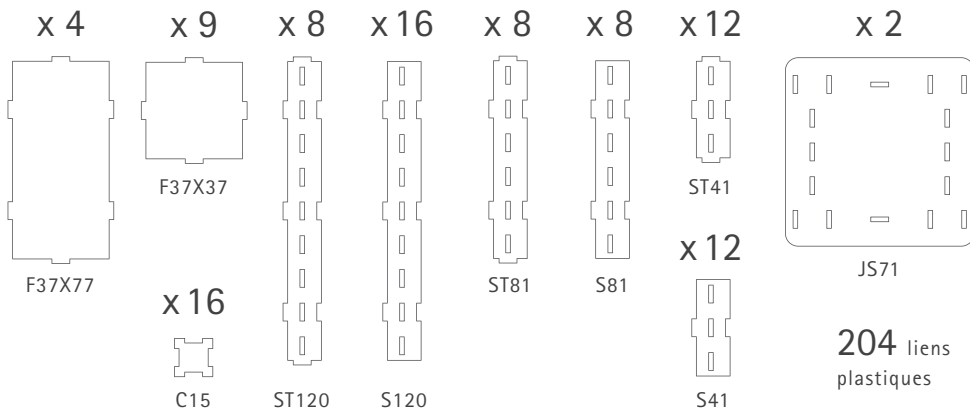 x 4
x 9
x 8
x 16
x 8
x 8
x 12
x 2
F37X37
ST41
F37X77
ST81
S81
JS71
x 16
x 12
204 liens
plastiques
C15
ST120
S120
S41